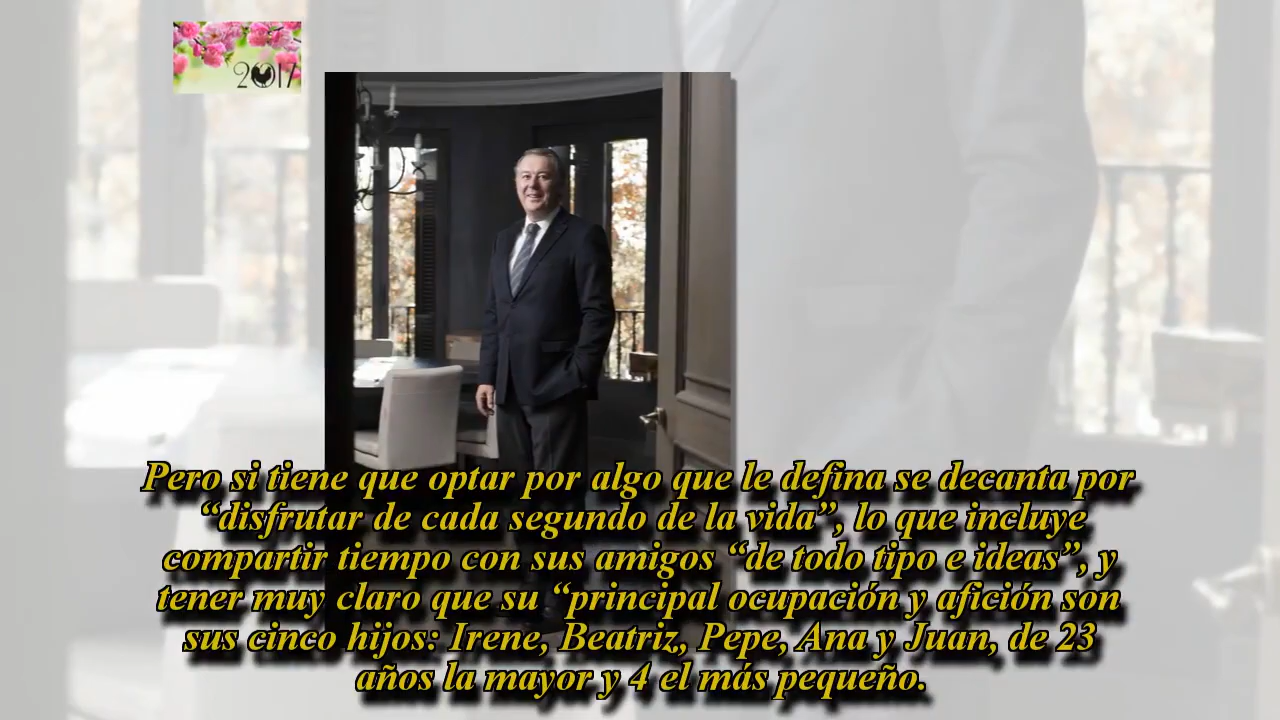 2017
Pero si tiene que optar por algo que le defina se decanta por
“disfrutar de cada segundo de la vida”, lo que incluye
compartir tiempo con sus amigos “de todo tipo e ideas”, y
tener muy claro que su “principal ocupación y afición son
sus cinco hijos: Irene, Beatriz, Pepe, Ana y Juan, de 23
años la mayor y 4 el más pequeño.